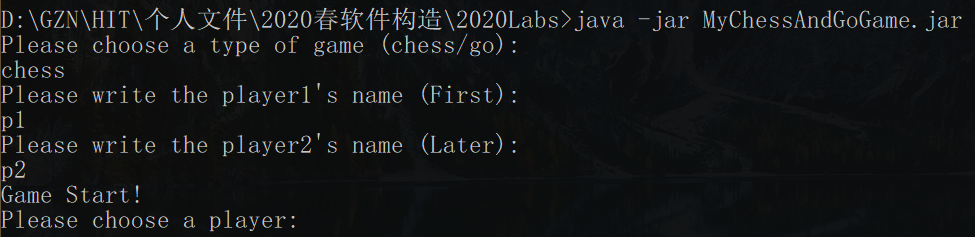 D:\GZN\HIT\个人文件\2020春软件构造\2020Labs>java -jar MyChessAndGoGame.jar
Please choose a type of game (chess/go):
chess
Please write the player1's name (First):
p1
Please write the player2's name (Later):
p2
Game Start!
Please choose a player: